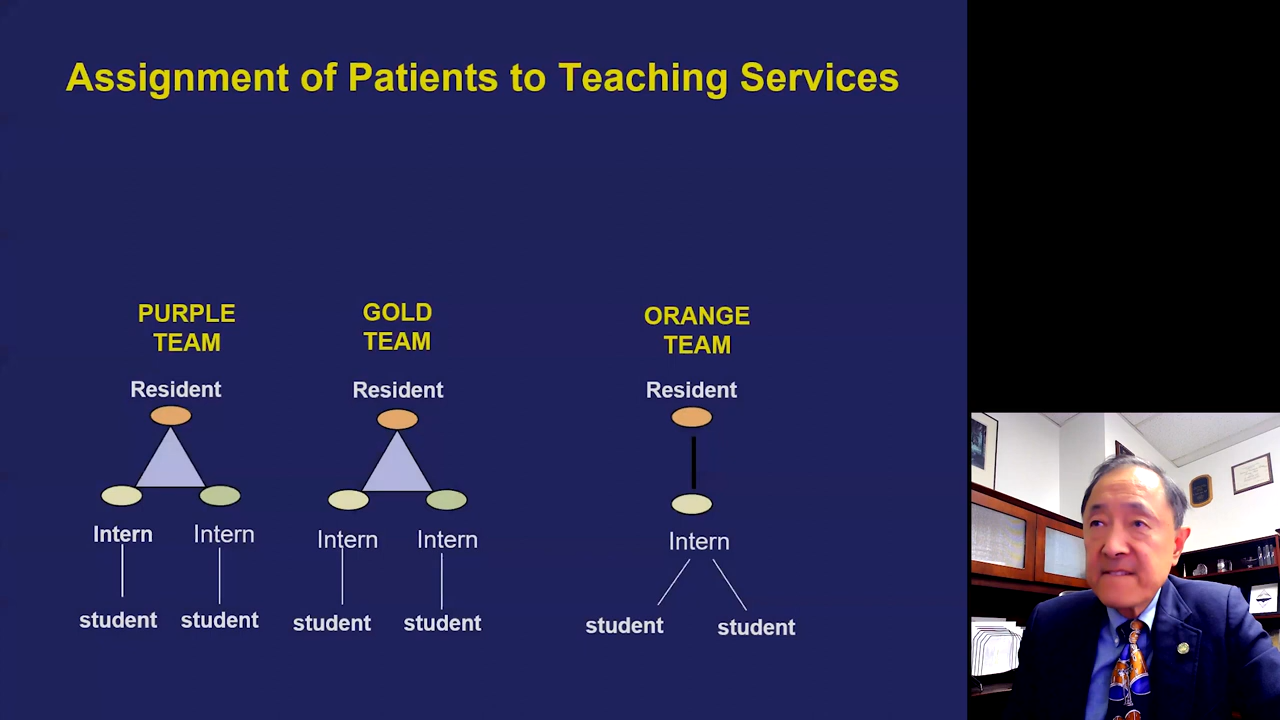 Assignment of Patients to Teaching Services
PURPLE
TEAM
Resident
Intern Intern
student student
GOLD
TEAM
Resident
Intern Intern
student student
ORANGE
TEAM
Resident
Intern
student student